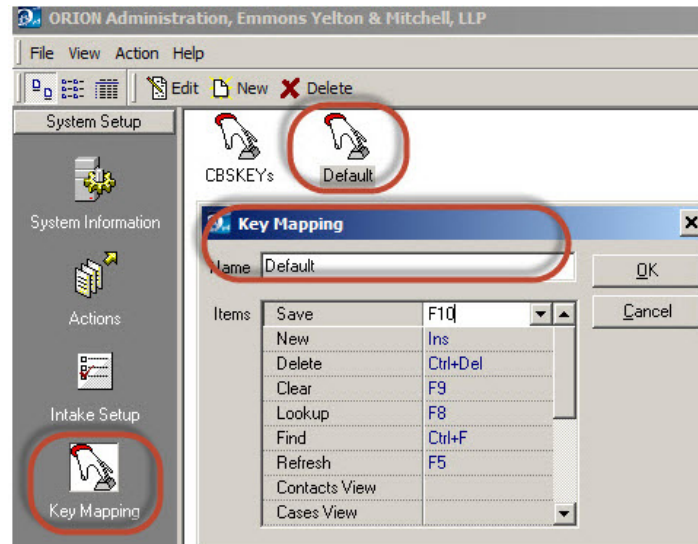 ORION Administration, Emmons Yelton & Mitchell, LLP
File View Action Help
Edit New Delete
System Setup
System Information
Actions
Intake Setup
Key Mapping
CBSKEYs
Default
Key Mapping
Name Default
OK
Cancel
Items
Save F10
New Ins
Delete Ctrl+Del
Clear F9
Lookup F8
Find Ctrl+F
Refresh F5
Contacts View
Cases View